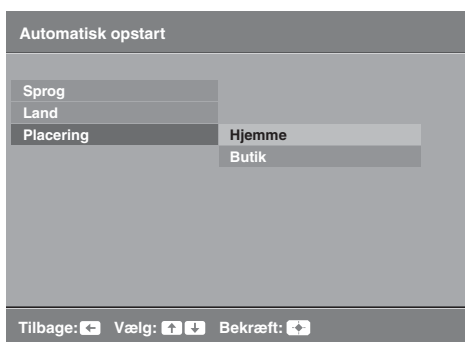 Automatisk opstart
Sprog
Land
Placering Hjemme
Butik
Tilbage: Vælg: Bekræft: